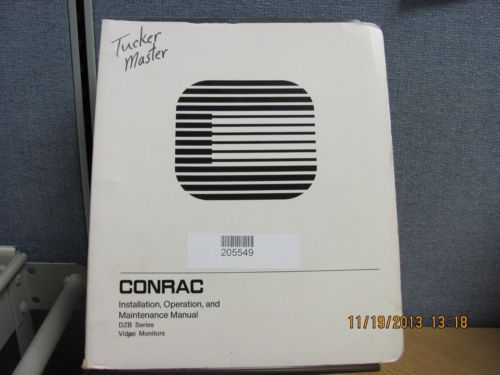 Tucker
Master
205549
CONRAC
Installation, Operation, and
Maintenance Manual
DZB Series
Video Monitors
11/19/2013 13:18